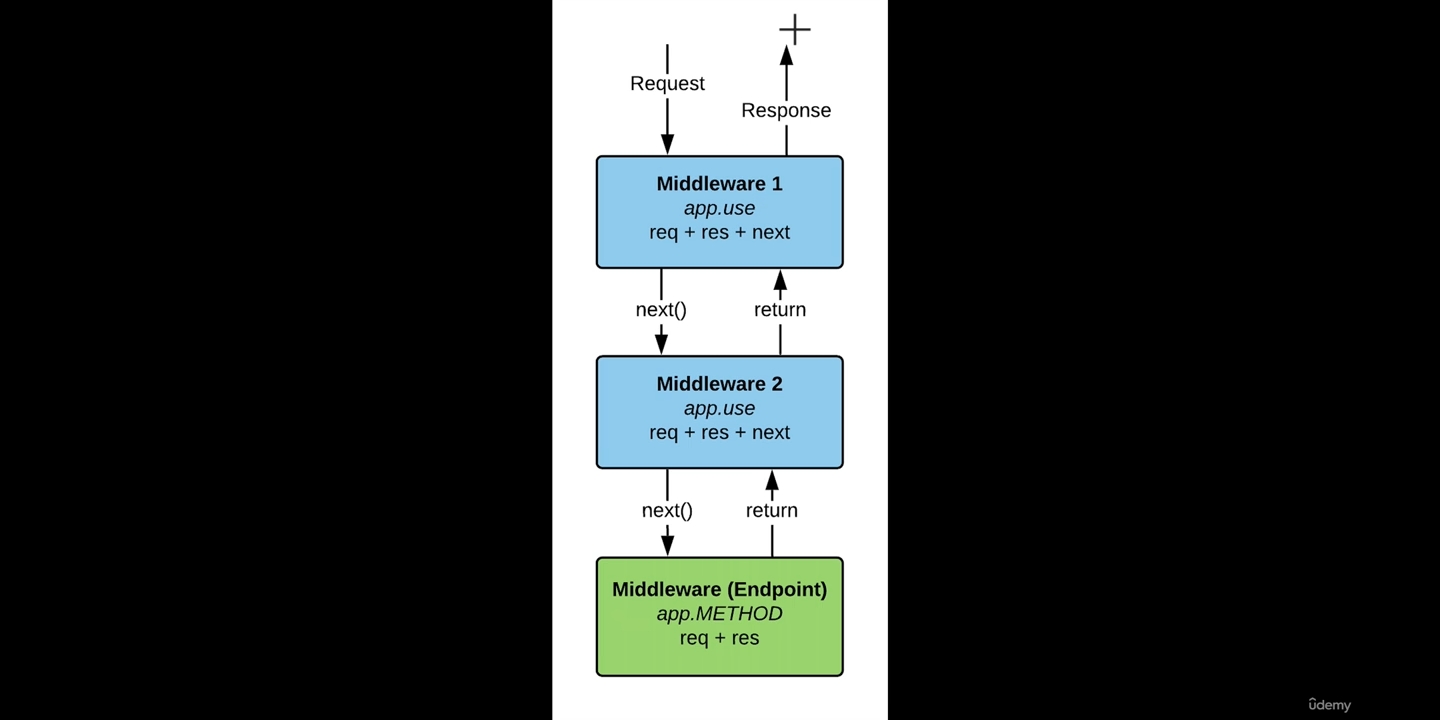 Request
Response
Middleware 1
app.use
req + res + next
next()
return
Middleware 2
app.use
req + res + next
next()
return
Middleware (Endpoint)
app.METHOD
req + res
ûdemy